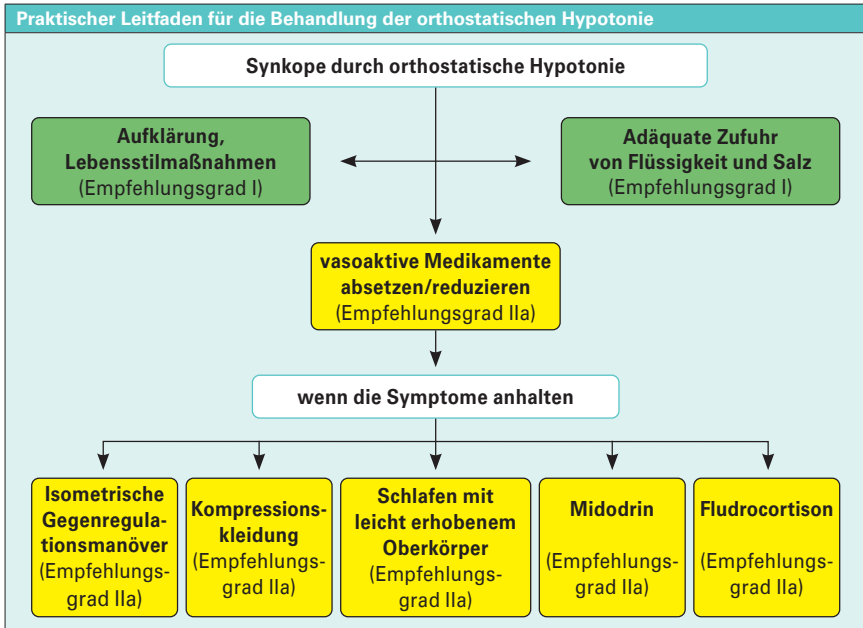 Praktischer Leitfaden für die Behandlung der orthostatischen Hypotonie
Synkope durch orthostatische Hypotonie
Aufklärung,
Lebensstilmaßnahmen
(Empfehlungsgrad I)
Adäquate Zufuhr
von Flüssigkeit und Salz
(Empfehlungsgrad I)
vasoaktive Medikamente
absetzen/reduzieren
(Empfehlungsgrad IIa)
wenn die Symptome anhalten
Isometrische
Gegenregula-
tionsmanöver
(Empfehlungs-
grad IIa)
Kompressions-
kleidung
(Empfehlungs-
grad IIa)
Schlafen mit
leicht erhobenem
Oberkörper
(Empfehlungs-
grad IIa)
Midodrin
(Empfehlungs-
grad IIa)
Fludrocortison
(Empfehlungs-
grad IIa)